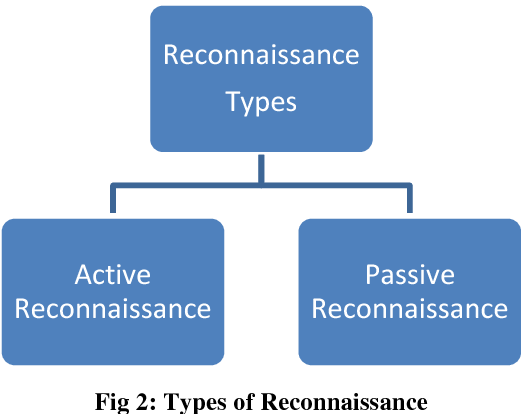 Reconnaissance
Types
Active
Reconnaissance
Passive
Reconnaissance
Fig 2: Types of Reconnaissance